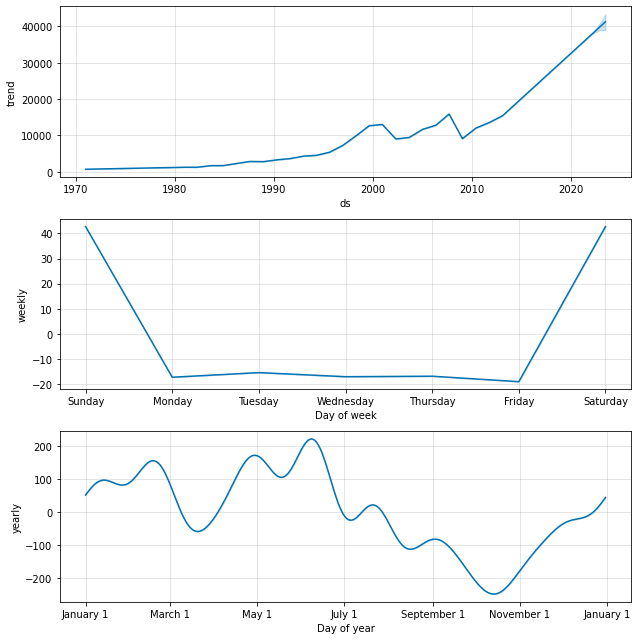 40000
30000
20000
10000
0
trend
1970 1980 1990 2000 2010 2020
ds
40
30
20
10
0
−10
−20
weekly
Sunday Monday Tuesday Wednesday Thursday Friday Saturday
Day of week
200
100
0
−100
−200
yearly
January 1 March 1 May 1 July 1 September 1 November 1 January 1
Day of year